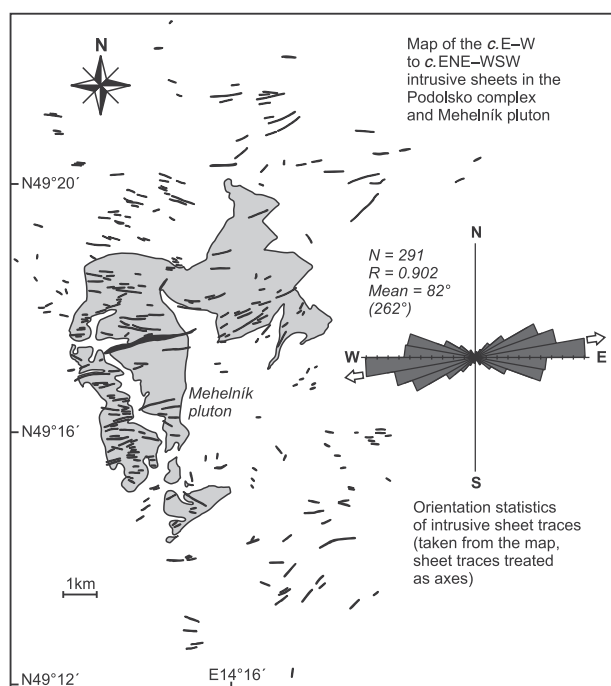 N
Map of the c.E–W
to c.ENE–WSW
intrusive sheets in the
Podolsko complex
and Mehelník pluton
N49°20´
N
N = 291
R = 0.902
Mean = 82°
(262°)
W
E
Mehelník
pluton
N49°16´
S
Orientation statistics
of intrusive sheet traces
(taken from the map,
sheet traces treated
as axes)
1km
N49°12´
E14°16´